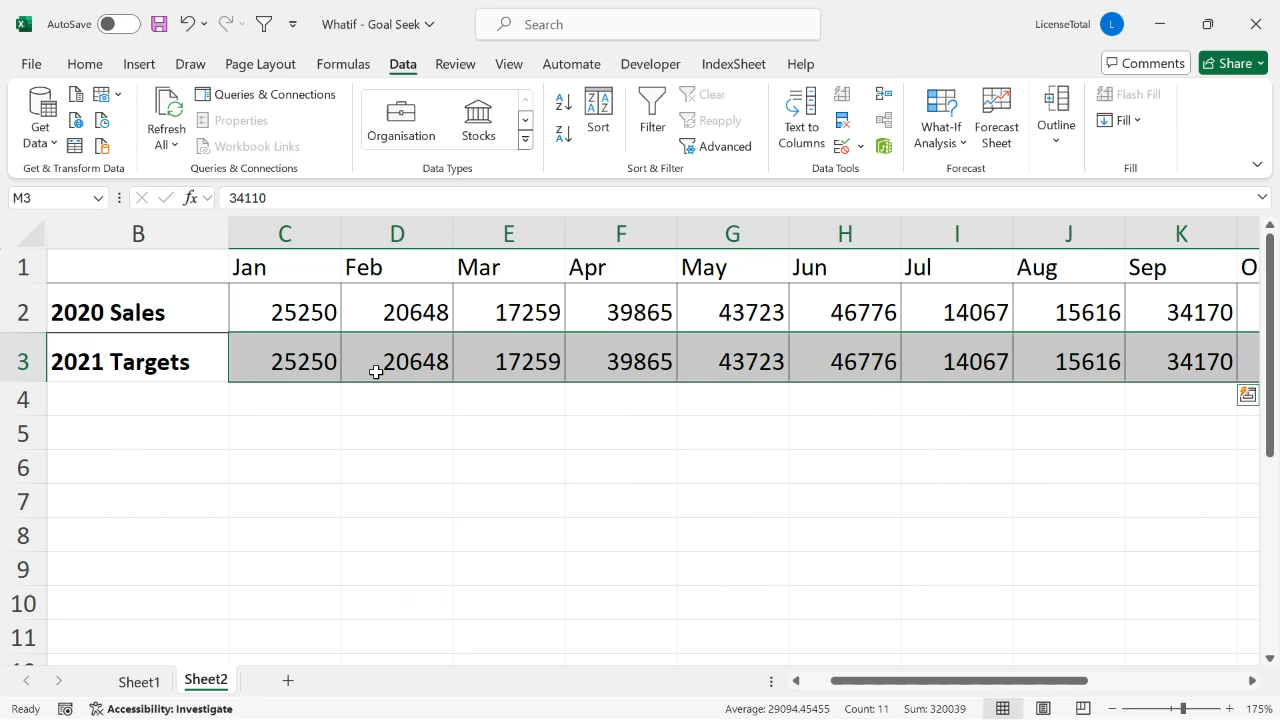 AutoSave Whatif - Goal Seek Search LicenseTotal L
File Home Insert Draw Page Layout Formulas Data Review View Automate Developer IndexSheet Help Comments Share
Get Data
Refresh All
Queries & Connections
Properties
Workbook Links
Organisation Stocks
Sort
Filter
Clear
Reapply
Advanced
Text to Columns
What-If Analysis
Forecast Sheet
Outline
Flash Fill
Fill
Get & Transform Data Queries & Connections Data Types Sort & Filter Data Tools Forecast Fill
M3 fx 34110
B C D E F G H I J K
1 Jan Feb Mar Apr May Jun Jul Aug Sep O
2 2020 Sales 25250 20648 17259 39865 43723 46776 14067 15616 34170
3 2021 Targets 25250 20648 17259 39865 43723 46776 14067 15616 34170
4
5
6
7
8
9
10
11
Sheet1 Sheet2
Ready Accessibility: Investigate Average: 29094.45455 Count: 11 Sum: 320039 175%